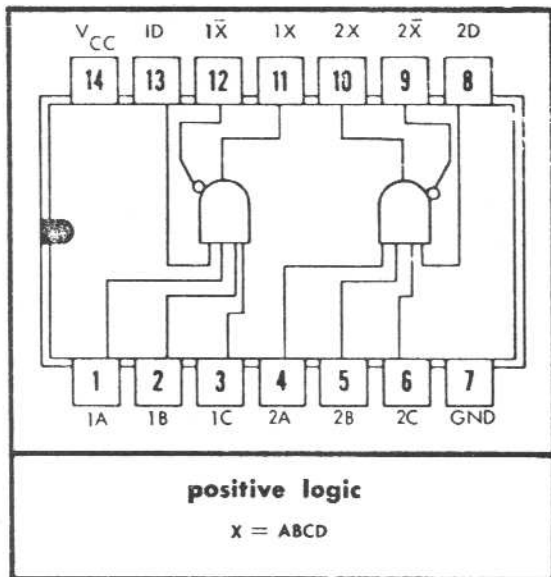 VCC 1D 1X̄ 1X 2X 2X̄ 2D
14 13 12 11 10 9 8
1 2 3 4 5 6 7
1A 1B 1C 2A 2B 2C GND
positive logic
X = ABCD